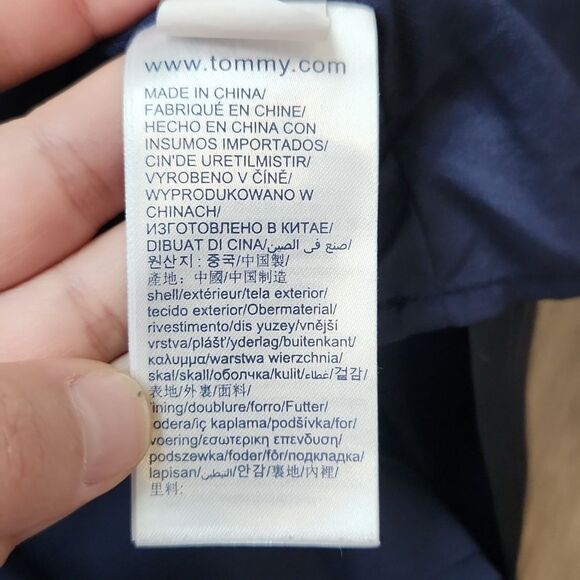 www.tommy.com
MADE IN CHINA/
FABRIQUÉ EN CHINE/
HECHO EN CHINA CON
INSUMOS IMPORTADOS/
CIN'DE URETILMISTIR/
VYROBENO V ČÍNĚ/
WYPRODUKOWANO W
CHINACH/
ИЗГОТОВЛЕНО В КИТАЕ/
DIBUAT DI CINA/صنع في الصين/
원산지: 중국/中国製/
產地: 中國/中国制造
shell/extérieur/tela exterior/
tecido exterior/Obermaterial/
rivestimento/dis yuzey/vnější
vrstva/plášť/yderlag/buitenkant/
καλυμμα/warstwa wierzchnia/
skal/skall/оболочка/kulit/غطاء/겉감/
表地/外裏/面料/
lining/doublure/forro/Futter/
fodera/iç kaplama/podšívka/for/
voering/εσωτερικη επενδυση/
podszewka/foder/fôr/подкладка/
lapisan/التبطين/안감/裏地/內裡/
里料: